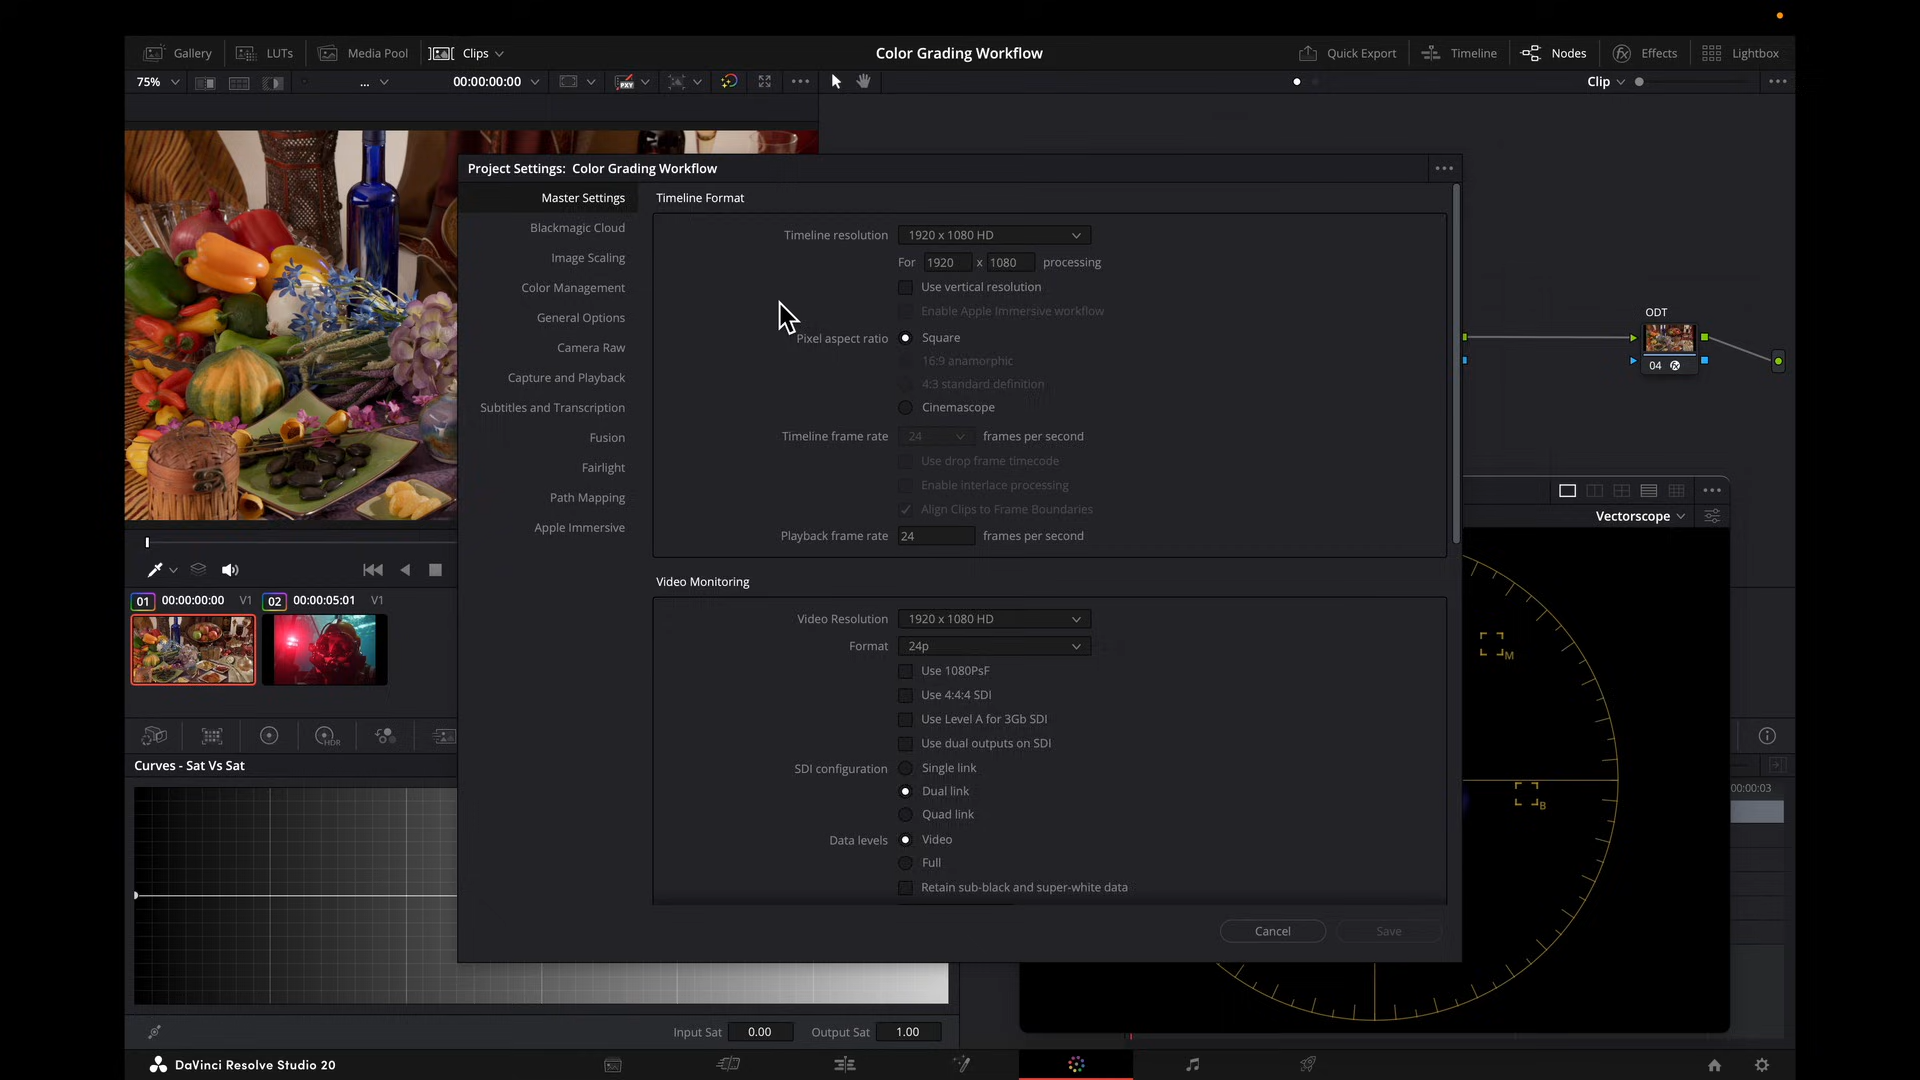 Gallery LUTs Media Pool Clips Color Grading Workflow Quick Export Timeline Nodes Effects Lightbox
75% ... 00:00:00:00 PXY ... Clip ...
Project Settings: Color Grading Workflow
Master Settings
Blackmagic Cloud
Image Scaling
Color Management
General Options
Camera Raw
Capture and Playback
Subtitles and Transcription
Fusion
Fairlight
Path Mapping
Apple Immersive
Timeline Format
Timeline resolution 1920 x 1080 HD
For 1920 x 1080 processing
Use vertical resolution
Enable Apple Immersive workflow
Pixel aspect ratio Square
16:9 anamorphic
4:3 standard definition
Cinemascope
Timeline frame rate 24 frames per second
Use drop frame timecode
Enable interlace processing
Align Clips to Frame Boundaries
Playback frame rate 24 frames per second
Video Monitoring
Video Resolution 1920 x 1080 HD
Format 24p
Use 1080PsF
Use 4:4:4 SDI
Use Level A for 3Gb SDI
Use dual outputs on SDI
SDI configuration Single link
Dual link
Quad link
Data levels Video
Full
Retain sub-black and super-white data
Cancel Save
ODT
04 fx
Vectorscope
M
B
01 00:00:00:00 V1 02 00:00:05:01 V1
HDR
Curves - Sat Vs Sat
00:00:03
Input Sat 0.00 Output Sat 1.00
DaVinci Resolve Studio 20